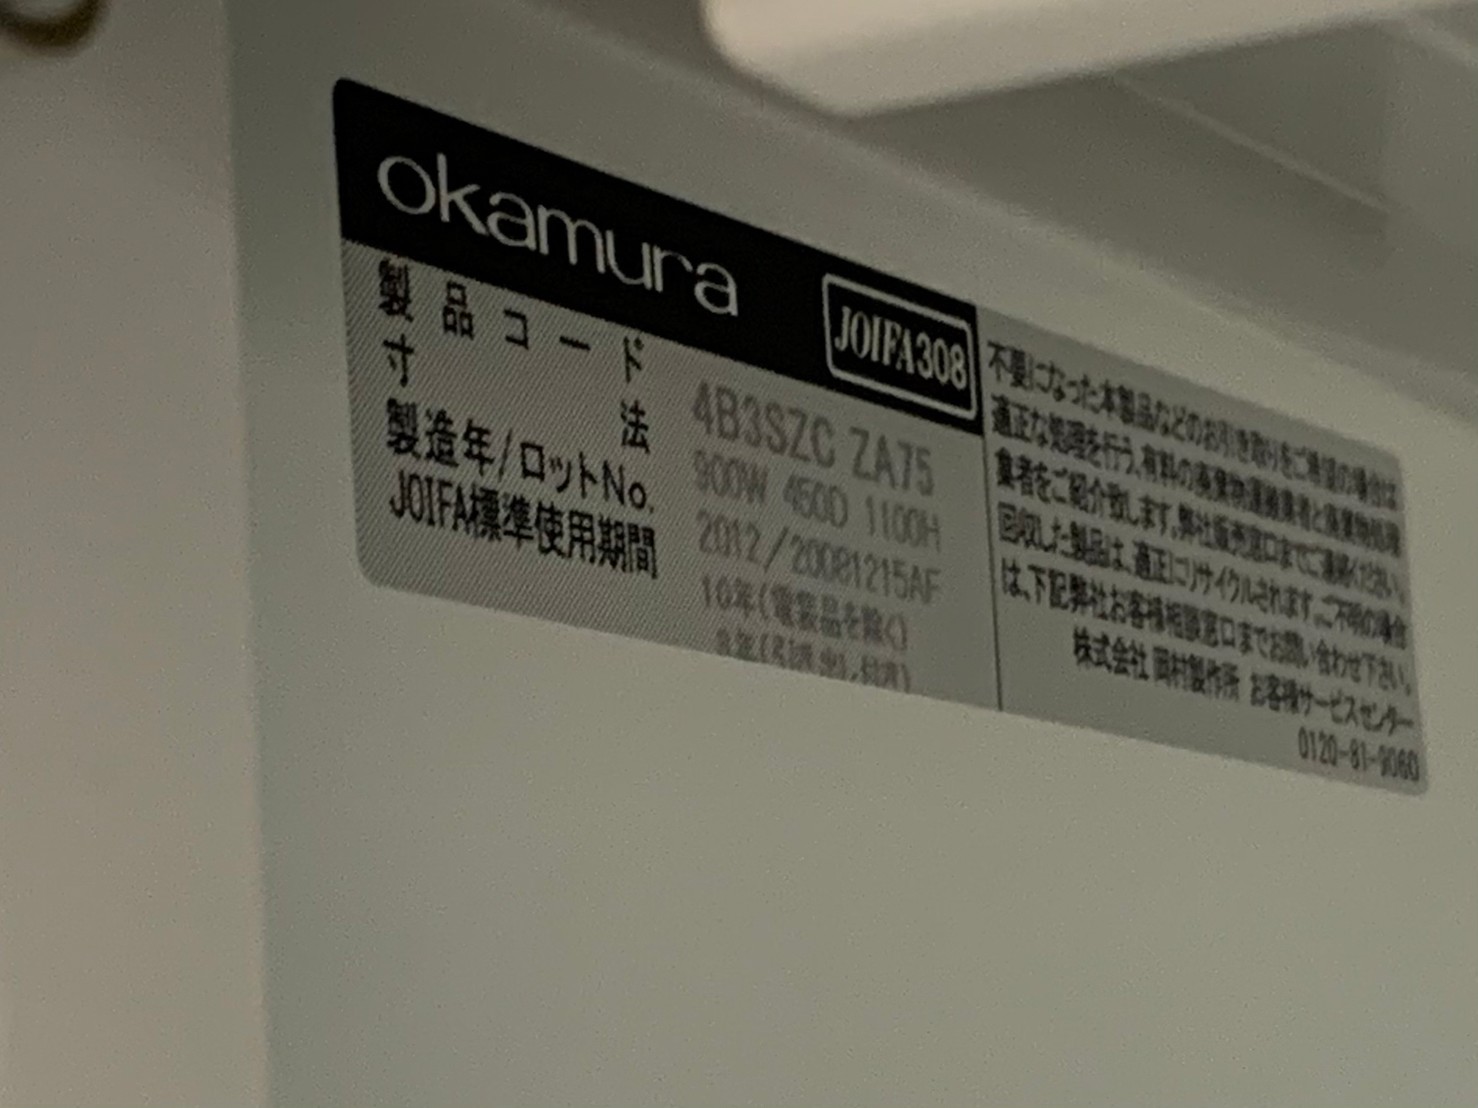 okamura
JOIFA308
製品コード 4B3SZC ZA75
寸法 900W 450D 1100H
製造年/ロットNo. 2012/20081215AF
JOIFA標準使用期間 10年(電装品を除く)
不要になった本製品などのお引き取りをご希望の場合は
適正な処理を行う、有料の廃棄物運搬業者と廃棄物処理
業者をご紹介致します。弊社販売窓口までご連絡ください。
回収した製品は、適正にリサイクルされます。ご不明の場合
は、下記弊社お客様相談窓口までお問い合わせ下さい。
株式会社 岡村製作所 お客様サービスセンター
0120-81-9060